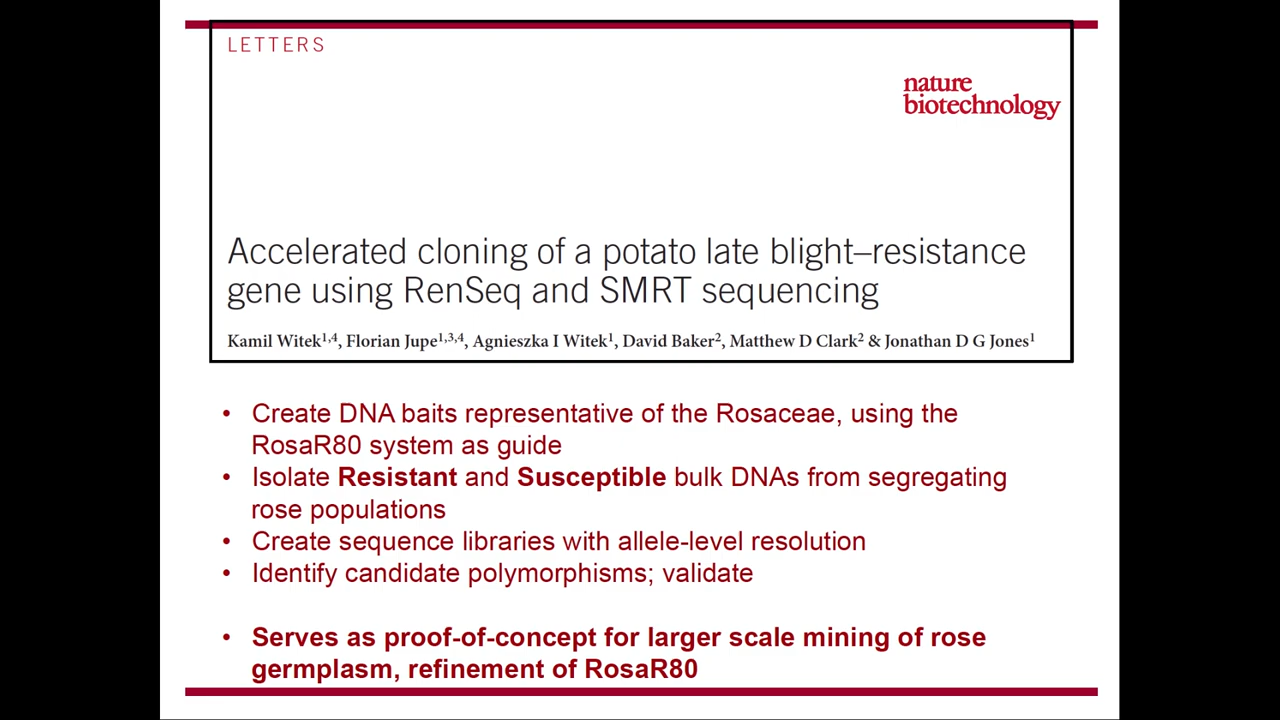 LETTERS
nature
biotechnology
Accelerated cloning of a potato late blight–resistance
gene using RenSeq and SMRT sequencing
Kamil Witek1,4, Florian Jupe1,3,4, Agnieszka I Witek1, David Baker2, Matthew D Clark2 & Jonathan D G Jones1
• Create DNA baits representative of the Rosaceae, using the
RosaR80 system as guide
• Isolate Resistant and Susceptible bulk DNAs from segregating
rose populations
• Create sequence libraries with allele-level resolution
• Identify candidate polymorphisms; validate
• Serves as proof-of-concept for larger scale mining of rose
germplasm, refinement of RosaR80